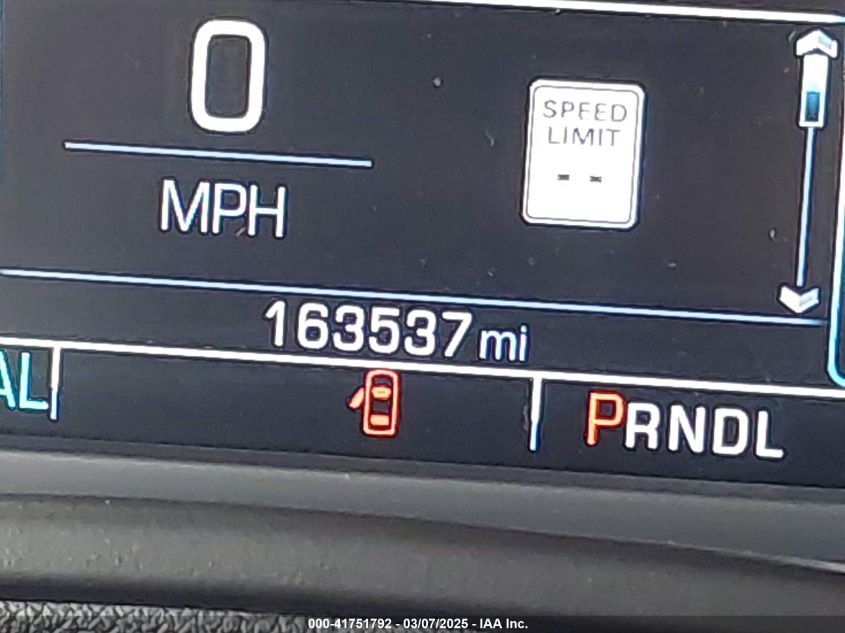 0
MPH
SPEED
LIMIT
--
163537 mi
AL
PRNDL
000-41751792 - 03/07/2025 - IAA Inc.